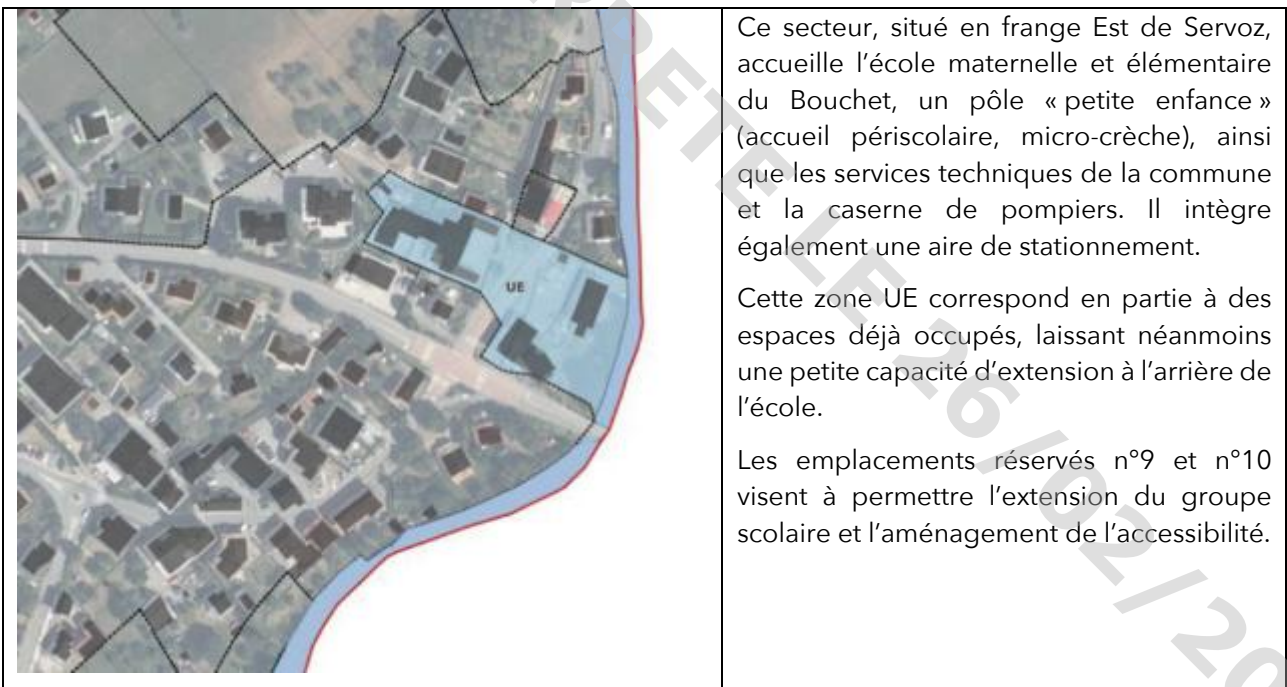 UE
Ce secteur, situé en frange Est de Servoz,
accueille l'école maternelle et élémentaire
du Bouchet, un pôle « petite enfance »
(accueil périscolaire, micro-crèche), ainsi
que les services techniques de la commune
et la caserne de pompiers. Il intègre
également une aire de stationnement.
Cette zone UE correspond en partie à des
espaces déjà occupés, laissant néanmoins
une petite capacité d'extension à l'arrière de
l'école.
Les emplacements réservés n°9 et n°10
visent à permettre l'extension du groupe
scolaire et l'aménagement de l'accessibilité.
LE 26/02/20